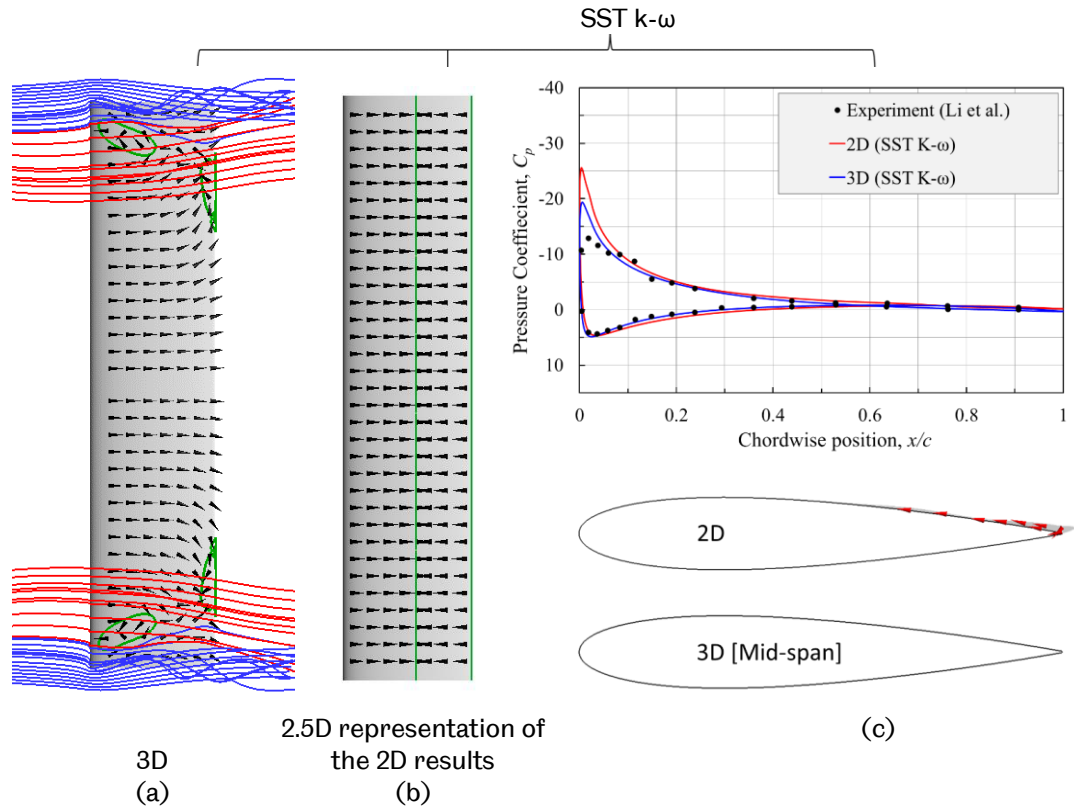 SST k-ω
-40
-30
-20
-10
0
10
Pressure Coeffiecient, Cp
Experiment (Li et al.)
2D (SST K-ω)
3D (SST K-ω)
0 0.2 0.4 0.6 0.8 1
Chordwise position, x/c
2D
3D [Mid-span]
3D
(a)
2.5D representation of
the 2D results
(b)
(c)